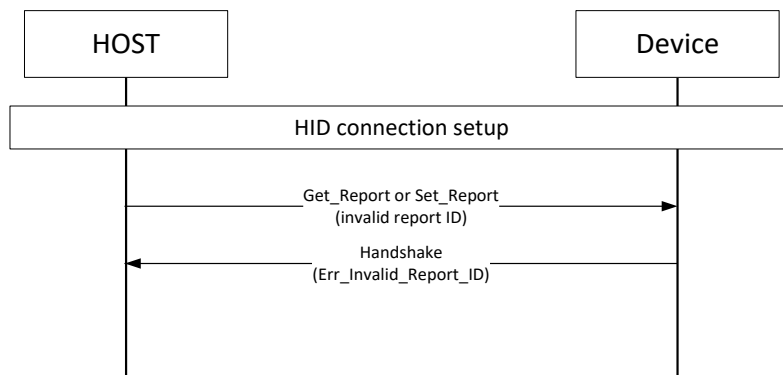 HOST
Device
HID connection setup
Get_Report or Set_Report
(invalid report ID)
Handshake
(Err_Invalid_Report_ID)